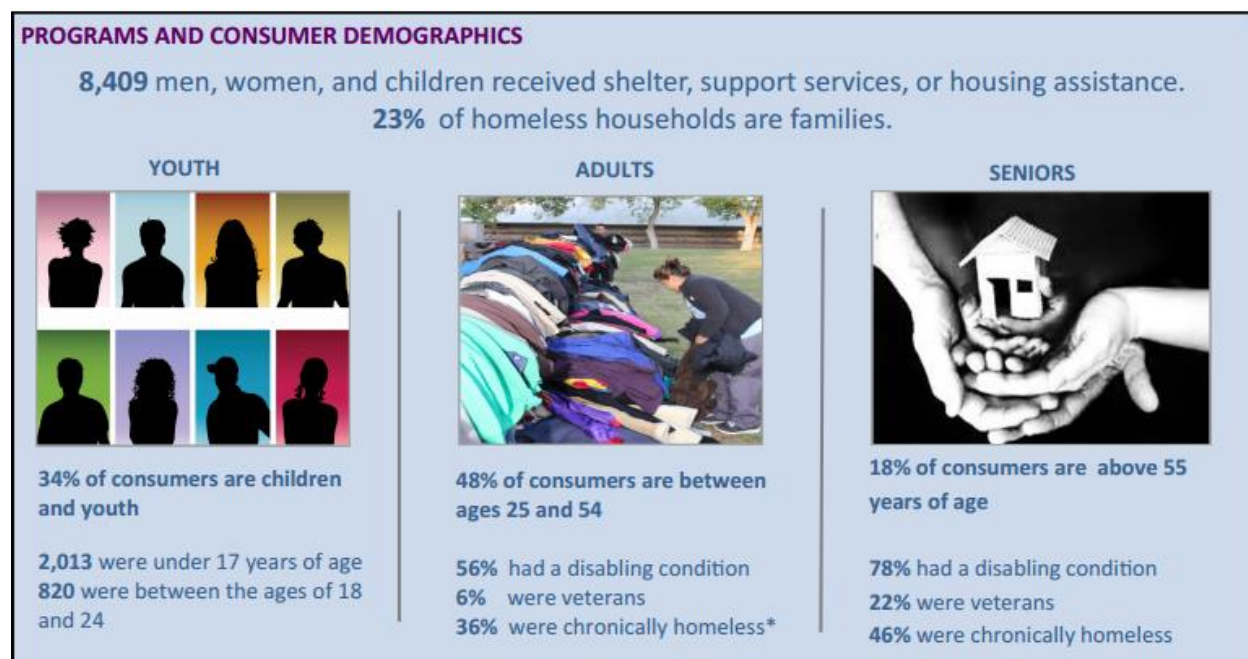 PROGRAMS AND CONSUMER DEMOGRAPHICS
8,409 men, women, and children received shelter, support services, or housing assistance.
23% of homeless households are families.
YOUTH
34% of consumers are children
and youth
2,013 were under 17 years of age
820 were between the ages of 18
and 24
ADULTS
48% of consumers are between
ages 25 and 54
56% had a disabling condition
6% were veterans
36% were chronically homeless*
SENIORS
18% of consumers are above 55
years of age
78% had a disabling condition
22% were veterans
46% were chronically homeless